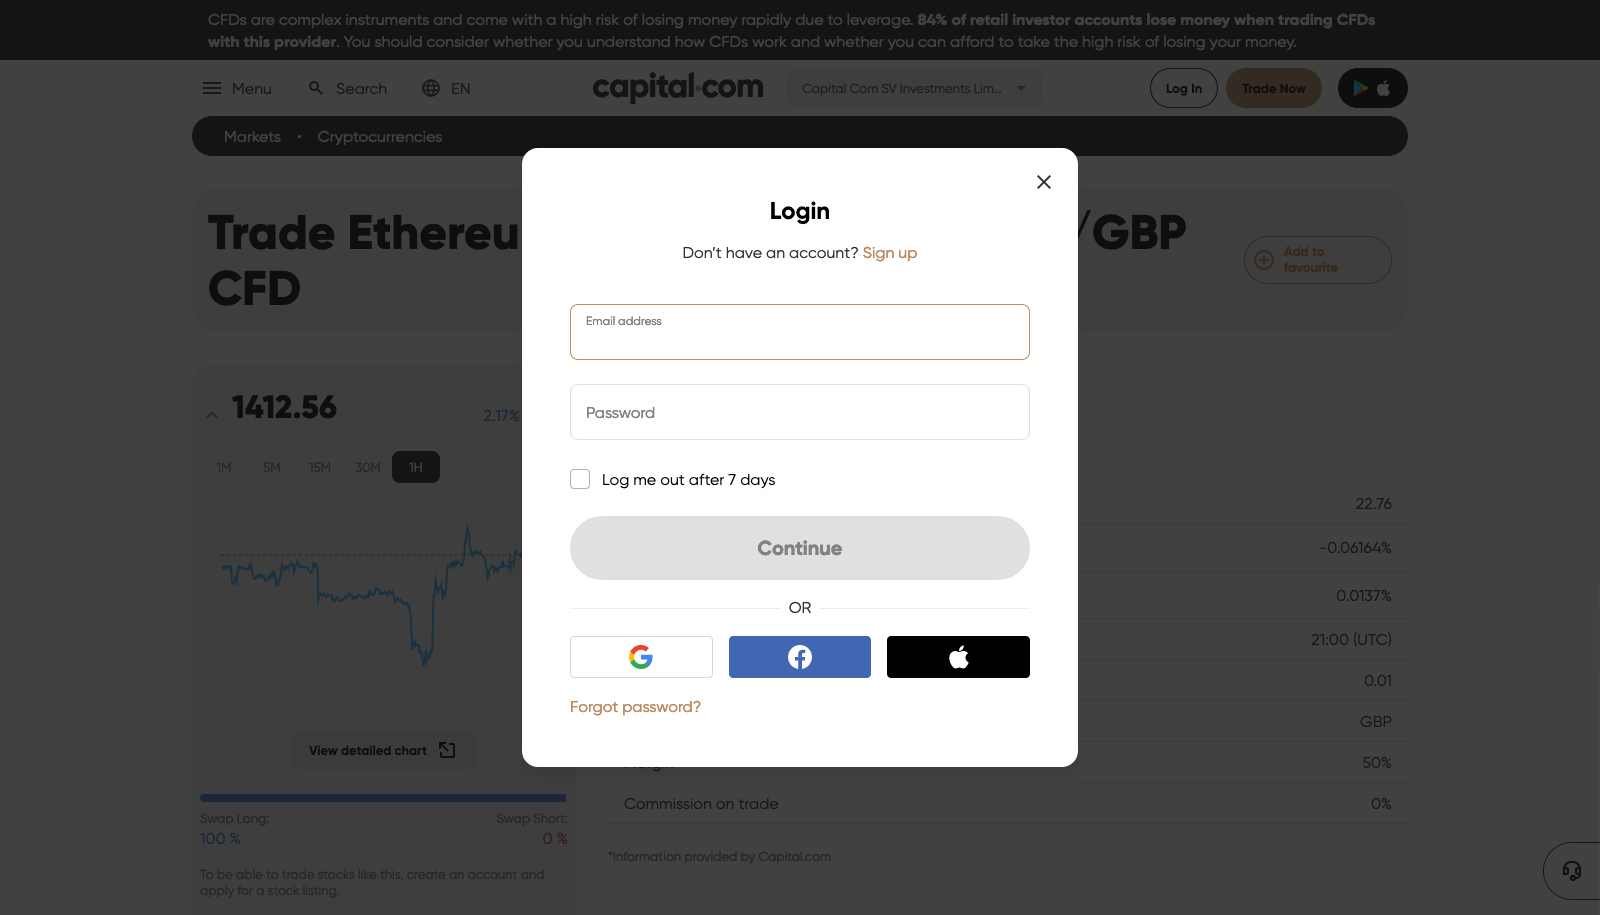 CFDs are complex instruments and come with a high risk of losing money rapidly due to leverage. 84% of retail investor accounts lose money when trading CFDs
with this provider. You should consider whether you understand how CFDs work and whether you can afford to take the high risk of losing your money.
Menu
Search
EN
capital.com
Capital Com SV Investments Lim...
Log In
Trade Now
Markets • Cryptocurrencies
Trade
/GBP
CFD
Add to
favourite
Login
Don't have an account? Sign up
Email address
Password
Log me out after 7 days
Continue
OR
Forgot password?
1412.56
2.17%
1M
5M
15M
30M
1H
View detailed chart
Swap Long:
Swap Short:
100 %
0 %
To be able to trade stocks like this, create an account and
apply for a stock listing.
22.76
-0.06164%
0.0137%
21:00 (UTC)
0.01
GBP
50%
Commission on trade
0%
*Information provided by Capital.com